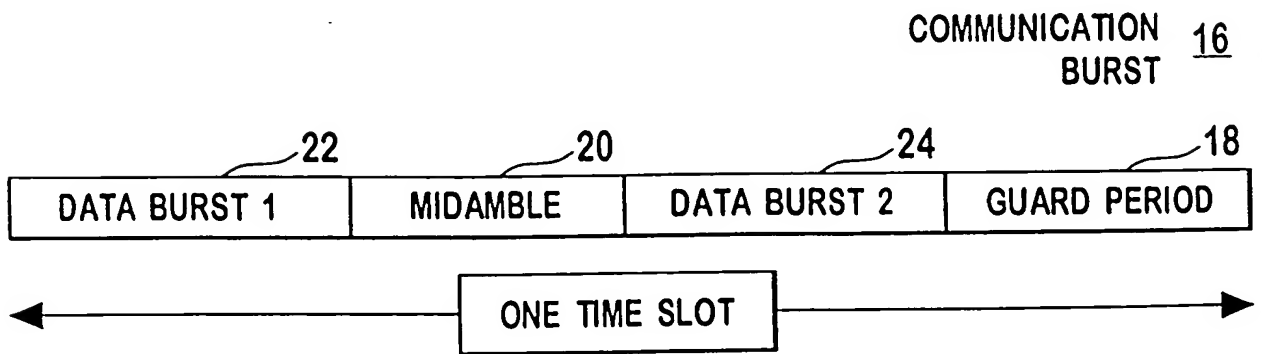 COMMUNICATION 16
BURST
22 20 24 18
DATA BURST 1 MIDAMBLE DATA BURST 2 GUARD PERIOD
ONE TIME SLOT